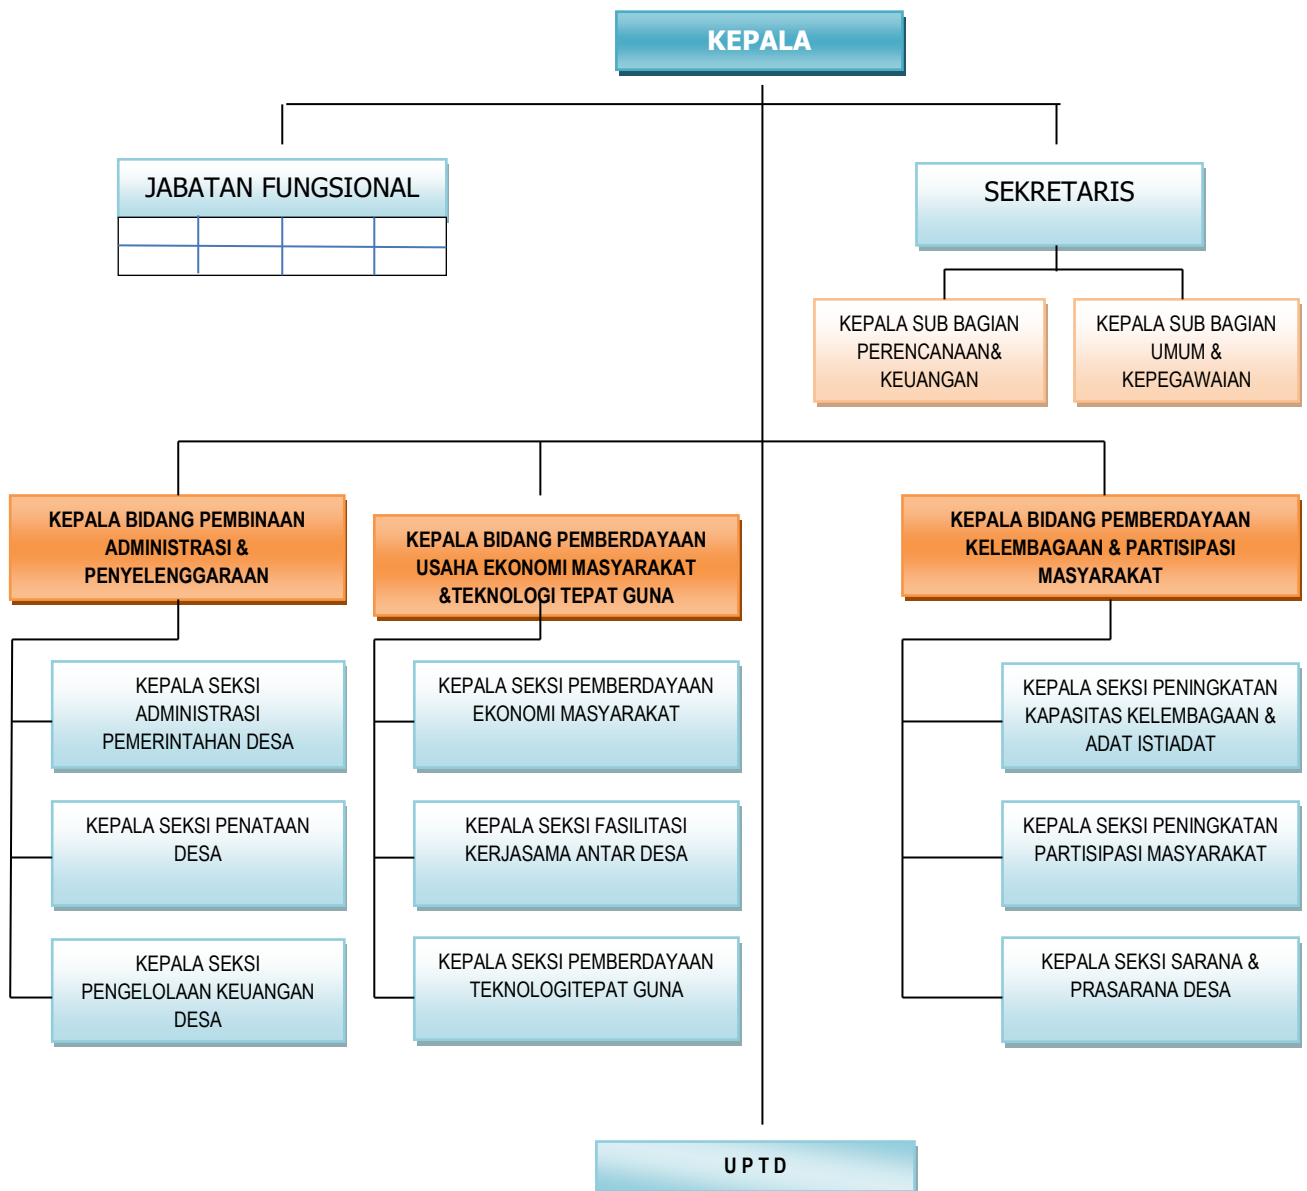 KEPALA
JABATAN FUNGSIONAL
SEKRETARIS
KEPALA SUB BAGIAN
PERENCANAAN&
KEUANGAN
KEPALA SUB BAGIAN
UMUM &
KEPEGAWAIAN
KEPALA BIDANG PEMBINAAN
ADMINISTRASI &
PENYELENGGARAAN
KEPALA BIDANG PEMBERDAYAAN
USAHA EKONOMI MASYARAKAT
&TEKNOLOGI TEPAT GUNA
KEPALA BIDANG PEMBERDAYAAN
KELEMBAGAAN & PARTISIPASI
MASYARAKAT
KEPALA SEKSI
ADMINISTRASI
PEMERINTAHAN DESA
KEPALA SEKSI PENATAAN
DESA
KEPALA SEKSI
PENGELOLAAN KEUANGAN
DESA
KEPALA SEKSI PEMBERDAYAAN
EKONOMI MASYARAKAT
KEPALA SEKSI FASILITASI
KERJASAMA ANTAR DESA
KEPALA SEKSI PEMBERDAYAAN
TEKNOLOGITEPAT GUNA
KEPALA SEKSI PENINGKATAN
KAPASITAS KELEMBAGAAN &
ADAT ISTIADAT
KEPALA SEKSI PENINGKATAN
PARTISIPASI MASYARAKAT
KEPALA SEKSI SARANA &
PRASARANA DESA
U P T D